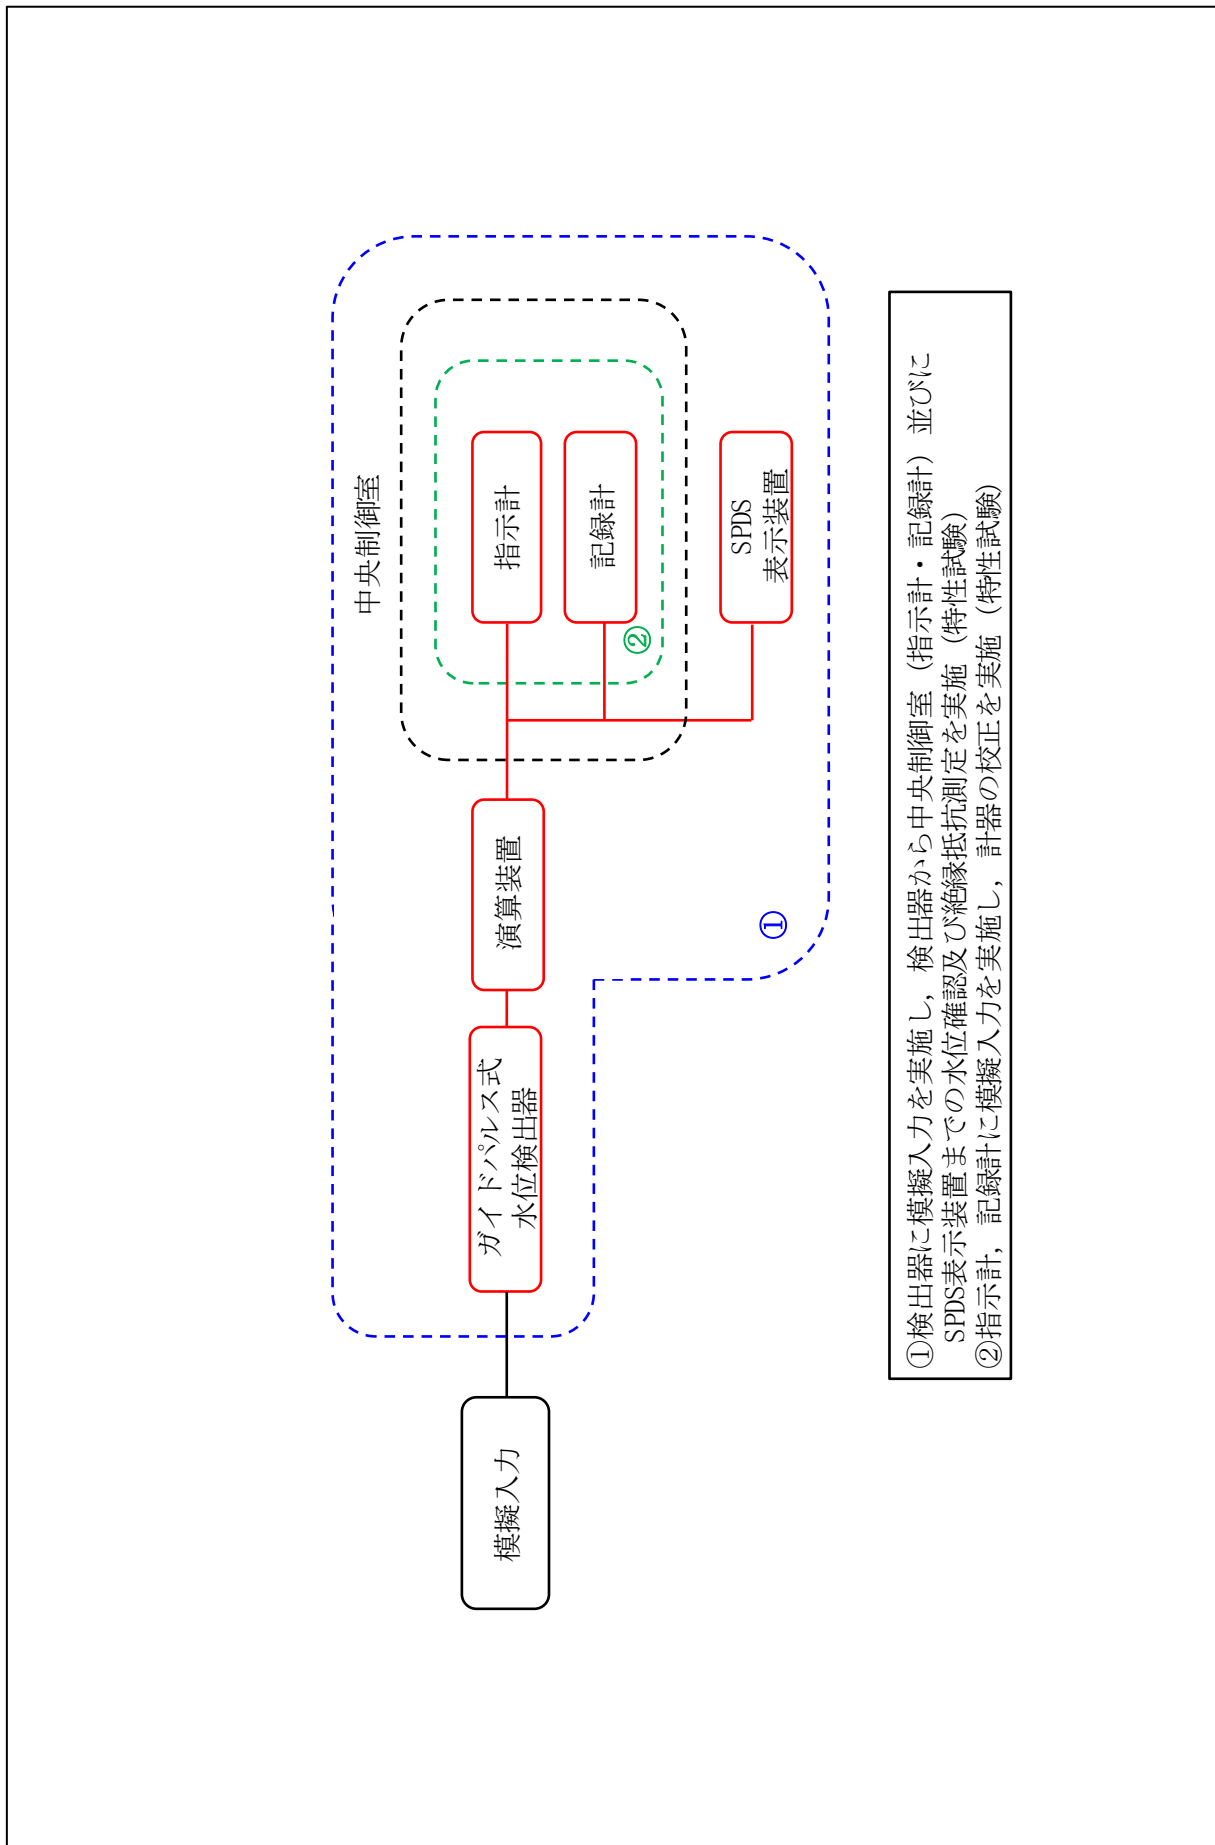 中央制御室
模擬入力
ガイドパルス式
水位検出器
演算装置
指示計
記録計
②
SPDS
表示装置
①
①検出器に模擬入力を実施し，検出器から中央制御室（指示計・記録計）並びに
SPDS表示装置までの水位確認及び絶縁抵抗測定を実施（特性試験）
②指示計，記録計に模擬入力を実施し，計器の校正を実施（特性試験）